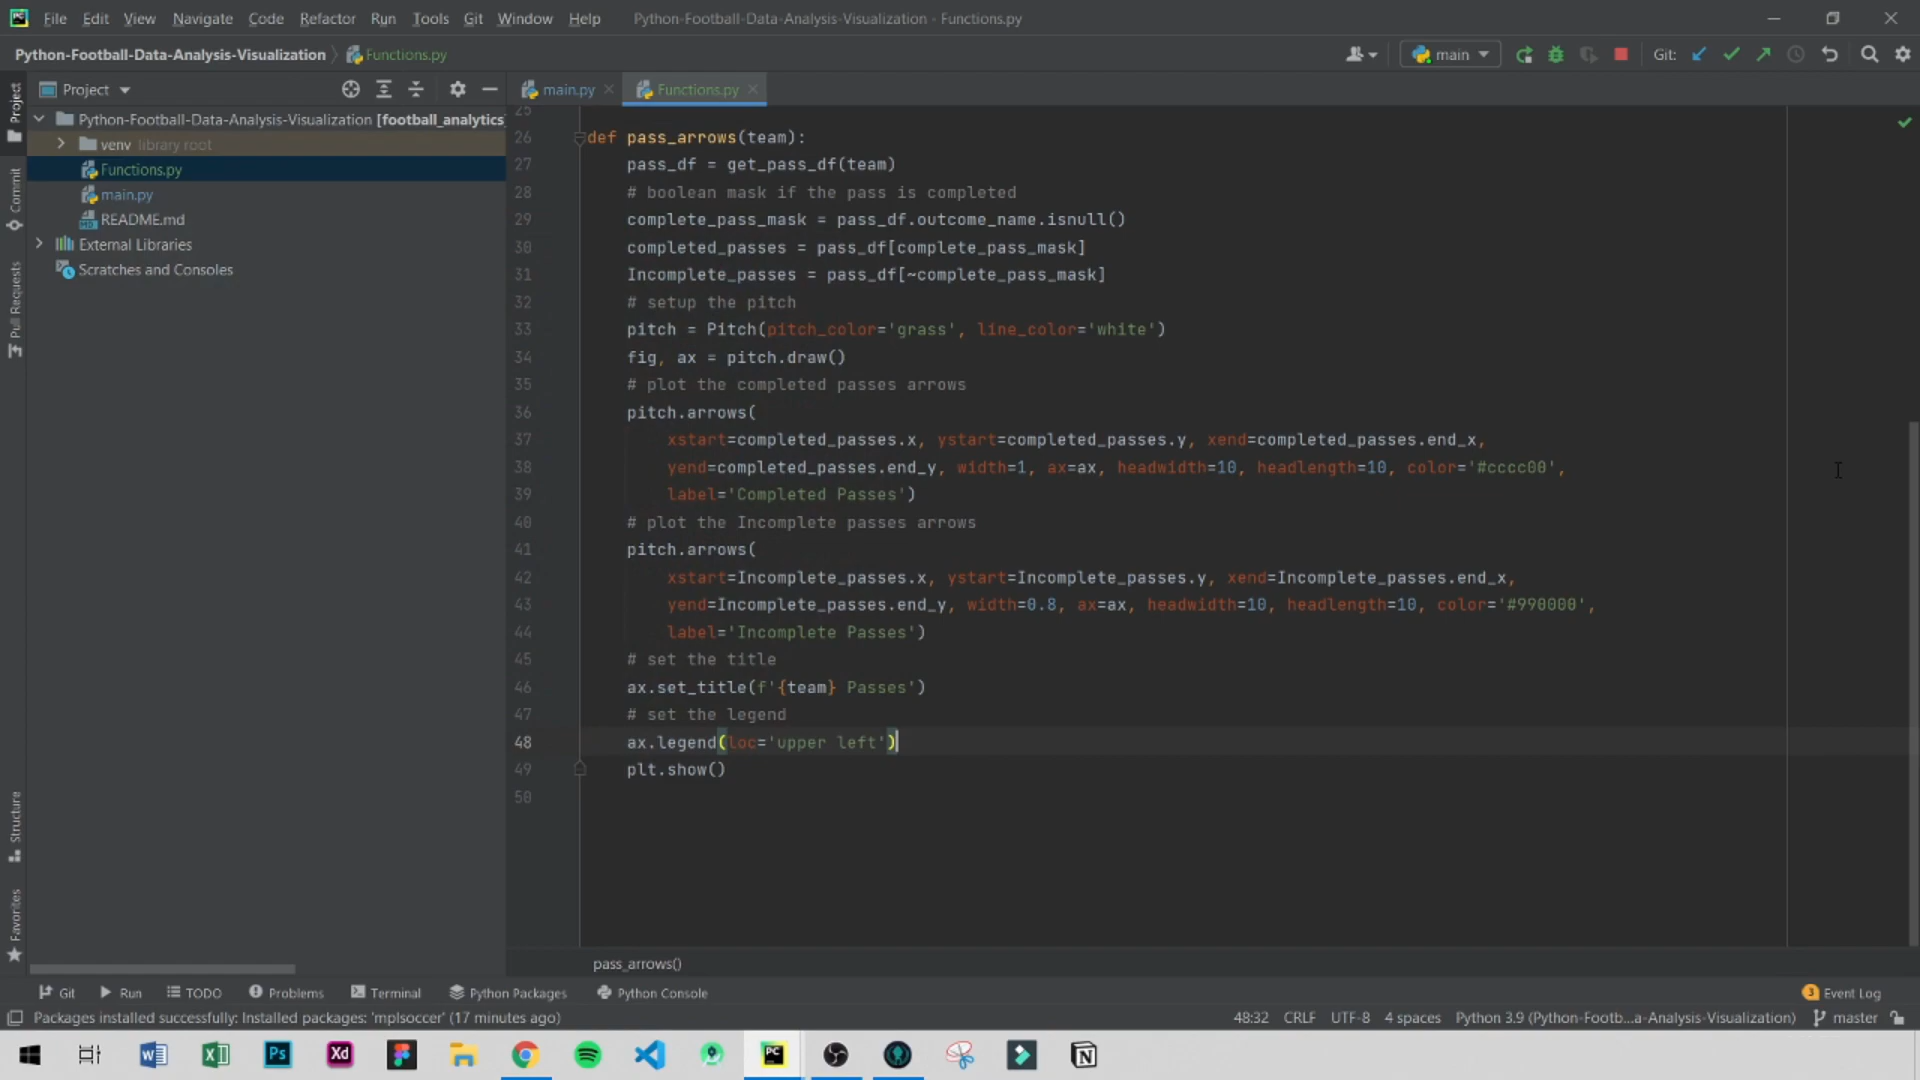 File Edit View Navigate Code Refactor Run Tools Git Window Help Python-Football-Data-Analysis-Visualization - Functions.py
Python-Football-Data-Analysis-Visualization Functions.py main Git:
Project main.py Functions.py
Project
Commit
Pull Requests
Structure
Favorites
Python-Football-Data-Analysis-Visualization [football_analytics
venv library root
Functions.py
main.py
README.md
External Libraries
Scratches and Consoles
25
26 def pass_arrows(team):
27 pass_df = get_pass_df(team)
28 # boolean mask if the pass is completed
29 complete_pass_mask = pass_df.outcome_name.isnull()
30 completed_passes = pass_df[complete_pass_mask]
31 Incomplete_passes = pass_df[~complete_pass_mask]
32 # setup the pitch
33 pitch = Pitch(pitch_color='grass', line_color='white')
34 fig, ax = pitch.draw()
35 # plot the completed passes arrows
36 pitch.arrows(
37 xstart=completed_passes.x, ystart=completed_passes.y, xend=completed_passes.end_x,
38 yend=completed_passes.end_y, width=1, ax=ax, headwidth=10, headlength=10, color='#cccc00',
39 label='Completed Passes')
40 # plot the Incomplete passes arrows
41 pitch.arrows(
42 xstart=Incomplete_passes.x, ystart=Incomplete_passes.y, xend=Incomplete_passes.end_x,
43 yend=Incomplete_passes.end_y, width=0.8, ax=ax, headwidth=10, headlength=10, color='#990000',
44 label='Incomplete Passes')
45 # set the title
46 ax.set_title(f'{team} Passes')
47 # set the legend
48 ax.legend(loc='upper left')
49 plt.show()
50
pass_arrows()
Git Run TODO Problems Terminal Python Packages Python Console 3 Event Log
Packages installed successfully: Installed packages: 'mplsoccer' (17 minutes ago) 48:32 CRLF UTF-8 4 spaces Python 3.9 (Python-Footb...a-Analysis-Visualization) master
Ps Xd PC N